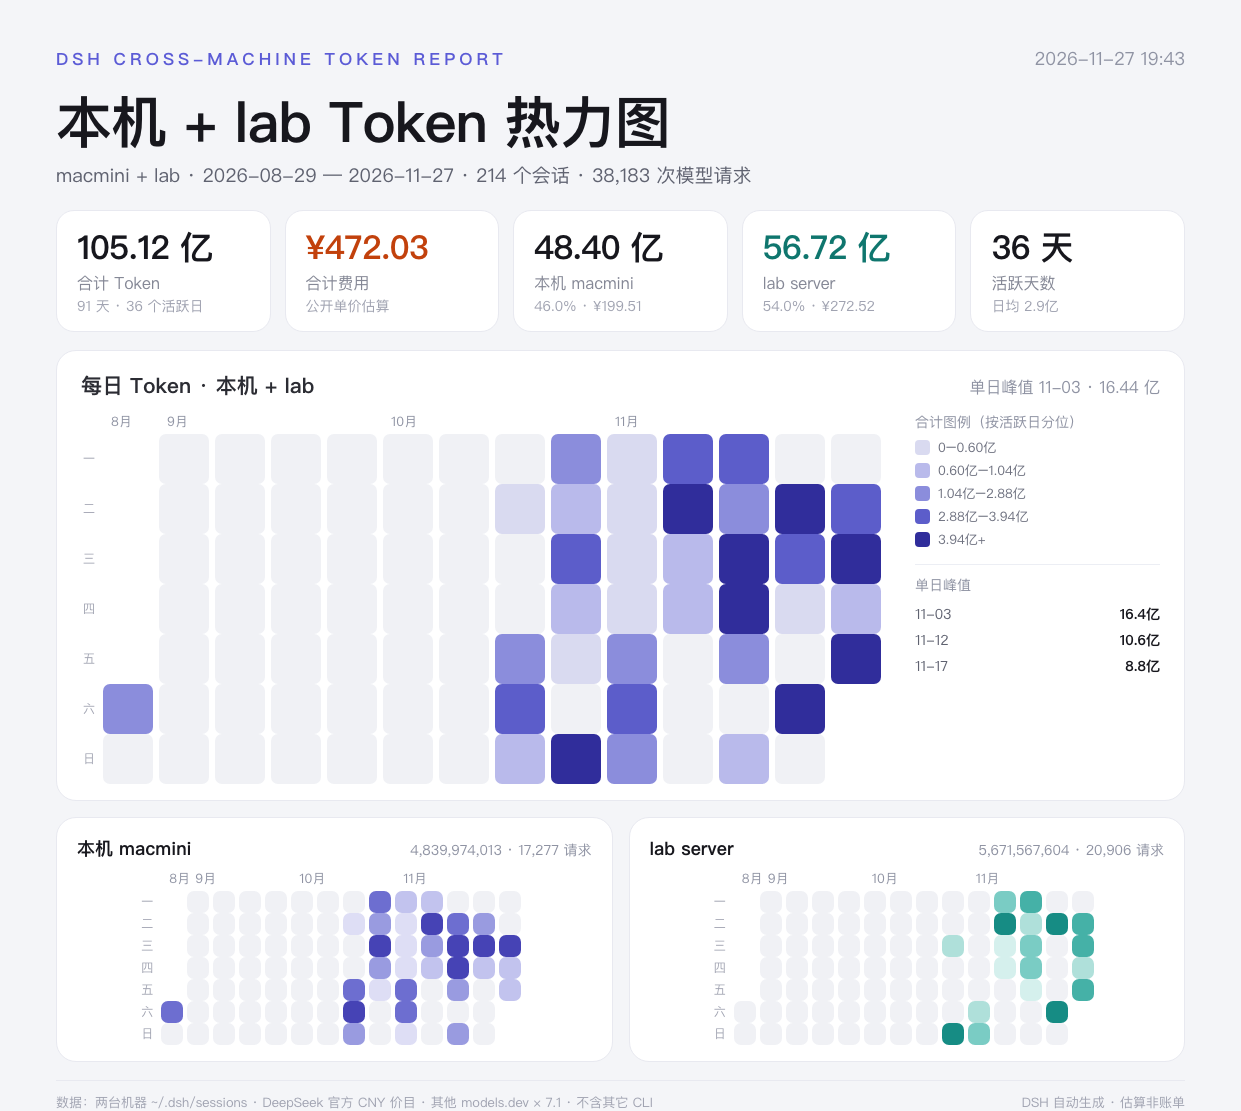 DSH CROSS–MACHINE TOKEN REPORT
2026–11–27 19:43
本机 + lab Token 热力图
macmini + lab · 2026–08–29 — 2026–11–27 · 214 个会话 · 38,183 次模型请求
105.12 亿
合计 Token
91 天 · 36 个活跃日
¥472.03
合计费用
公开单价估算
48.40 亿
本机 macmini
46.0% · ¥199.51
56.72 亿
lab server
54.0% · ¥272.52
36 天
活跃天数
日均 2.9亿
每日 Token · 本机 + lab
单日峰值 11–03 · 16.44 亿
8月 9月 10月 11月
一
二
三
四
五
六
日
合计图例（按活跃日分位）
0—0.60亿
0.60亿—1.04亿
1.04亿—2.88亿
2.88亿—3.94亿
3.94亿+
单日峰值
11–03 16.4亿
11–12 10.6亿
11–17 8.8亿
本机 macmini
4,839,974,013 · 17,277 请求
8月 9月 10月 11月
一
二
三
四
五
六
日
lab server
5,671,567,604 · 20,906 请求
8月 9月 10月 11月
一
二
三
四
五
六
日
数据：两台机器 ~/.dsh/sessions · DeepSeek 官方 CNY 价目 · 其他 models.dev × 7.1 · 不含其它 CLI
DSH 自动生成 · 估算非账单